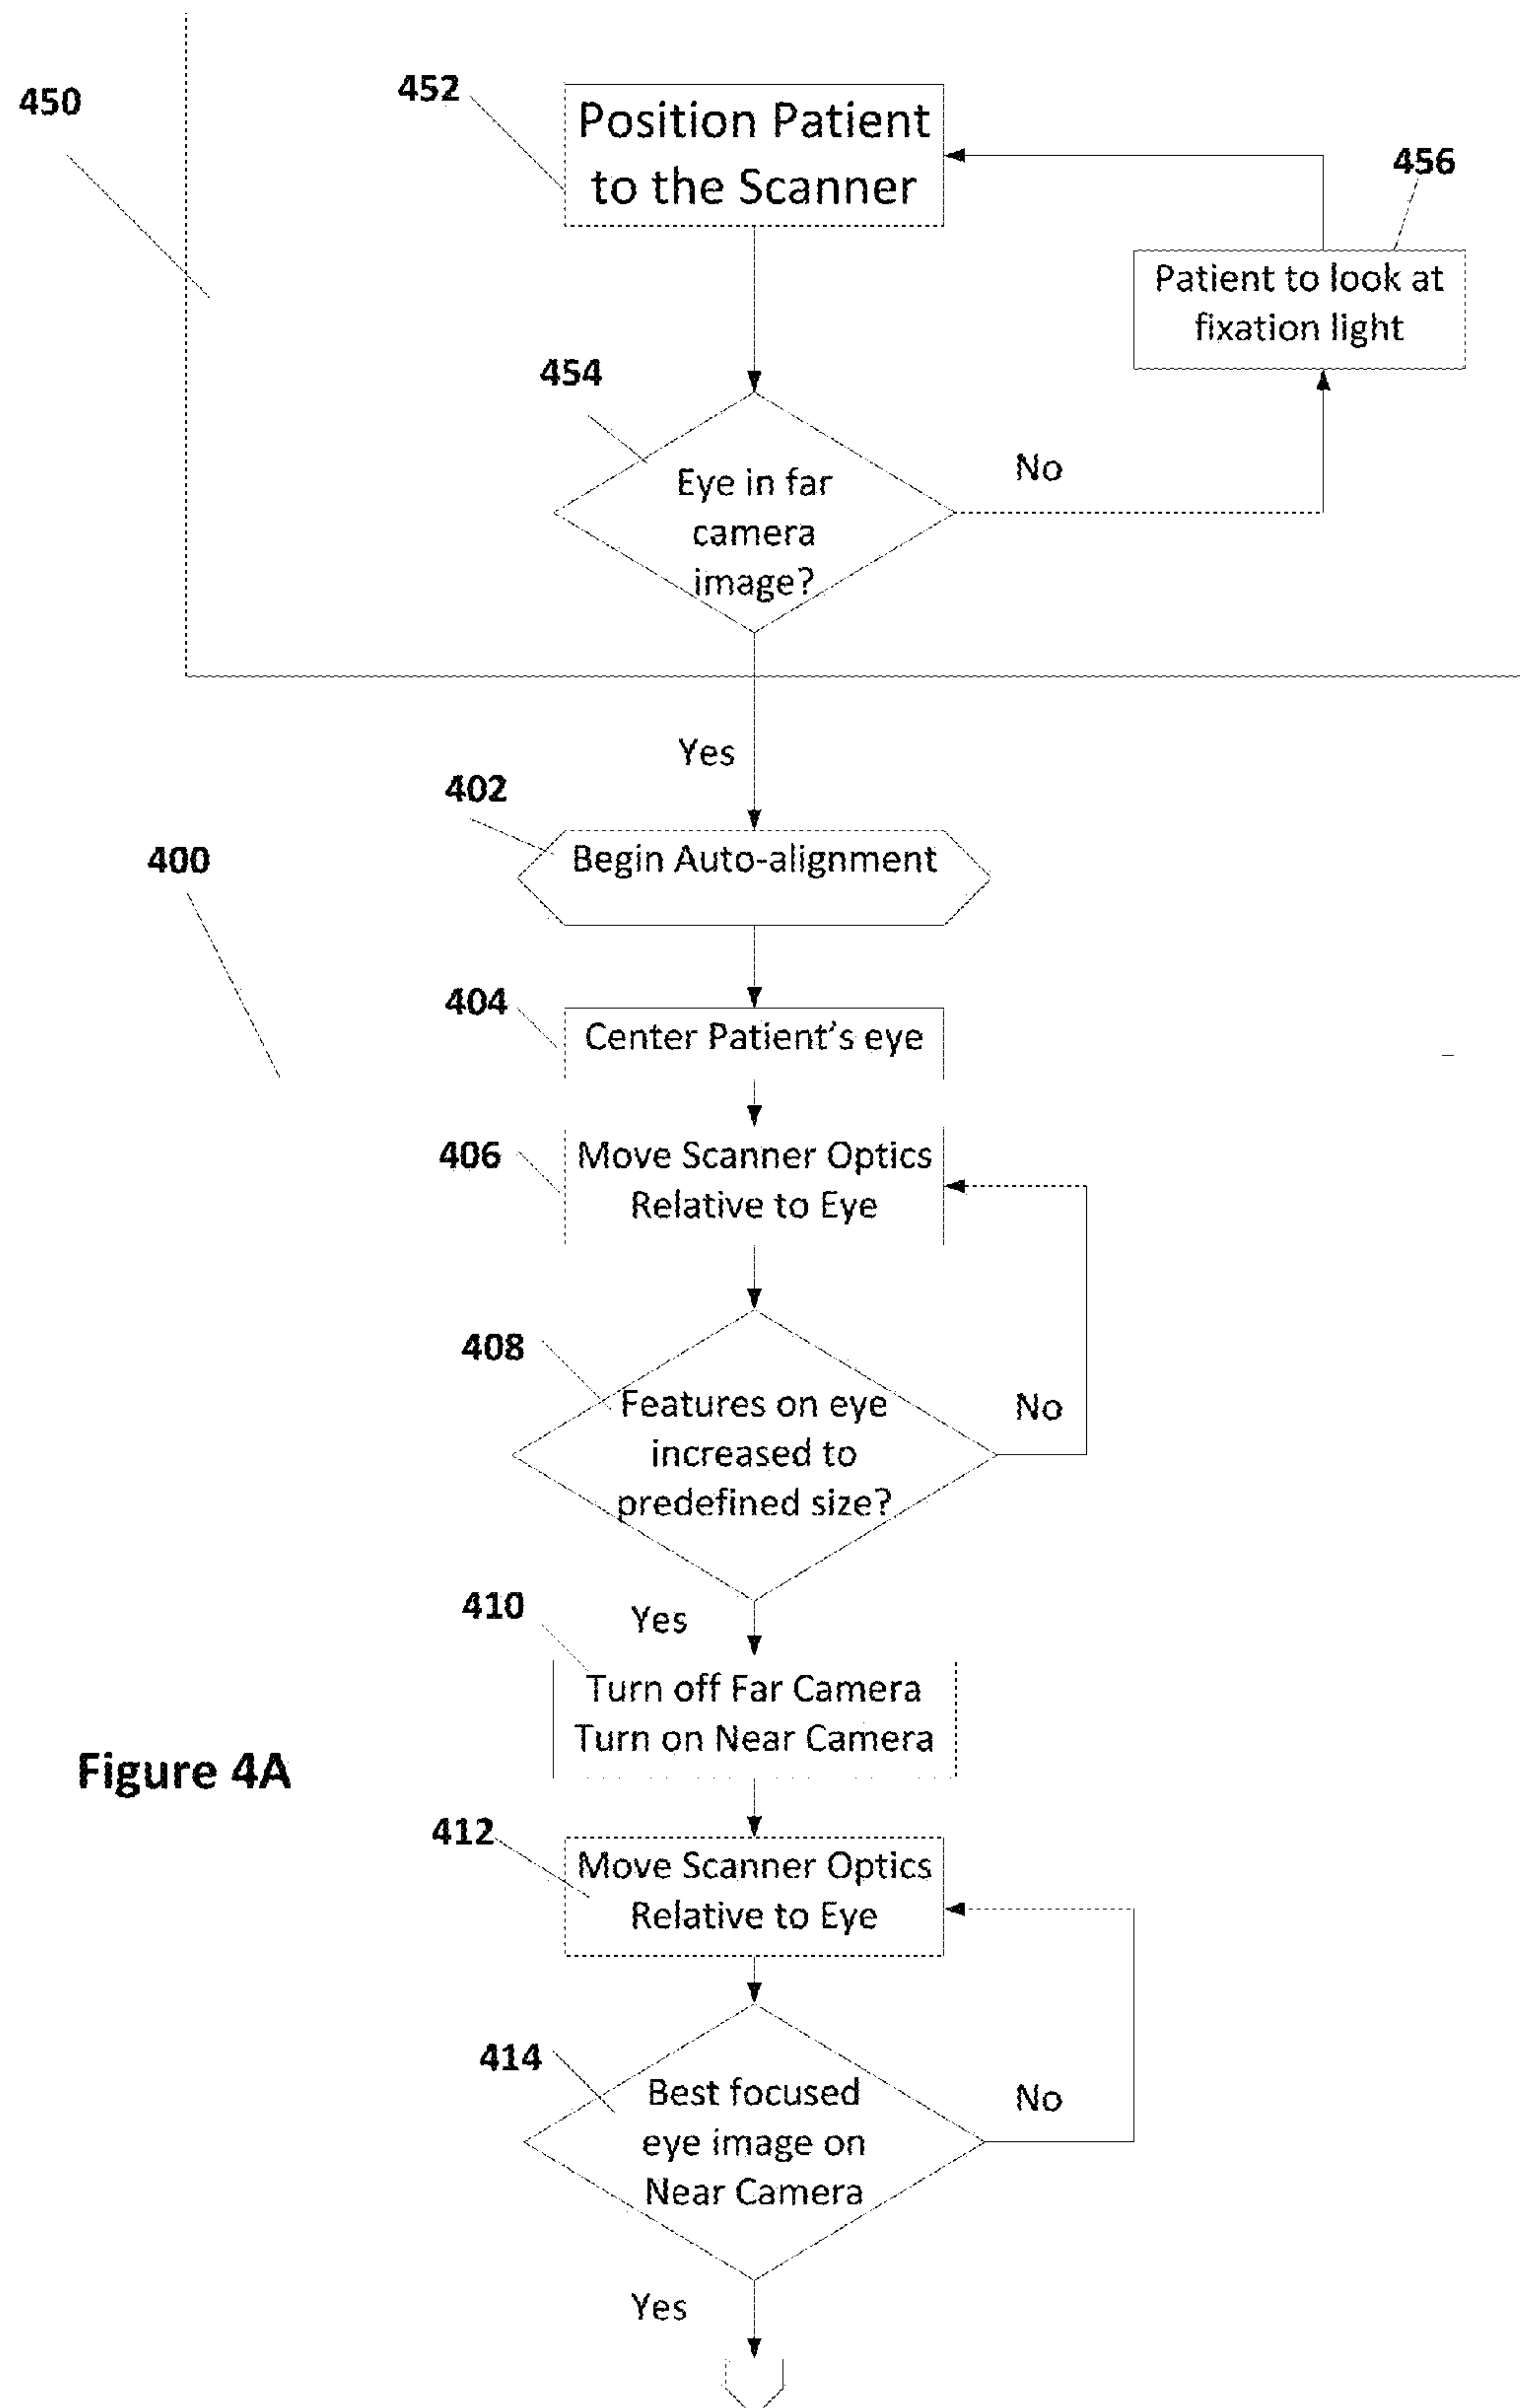 450
452
Position Patient
to the Scanner
456
Patient to look at
fixation light
454
Eye in far
camera
image?
No
Yes
402
Begin Auto-alignment
400
404
Center Patient's eye
406
Move Scanner Optics
Relative to Eye
408
Features on eye
increased to
predefined size?
No
410
Yes
Turn off Far Camera
Turn on Near Camera
Figure 4A
412
Move Scanner Optics
Relative to Eye
414
Best focused
eye image on
Near Camera
No
Yes